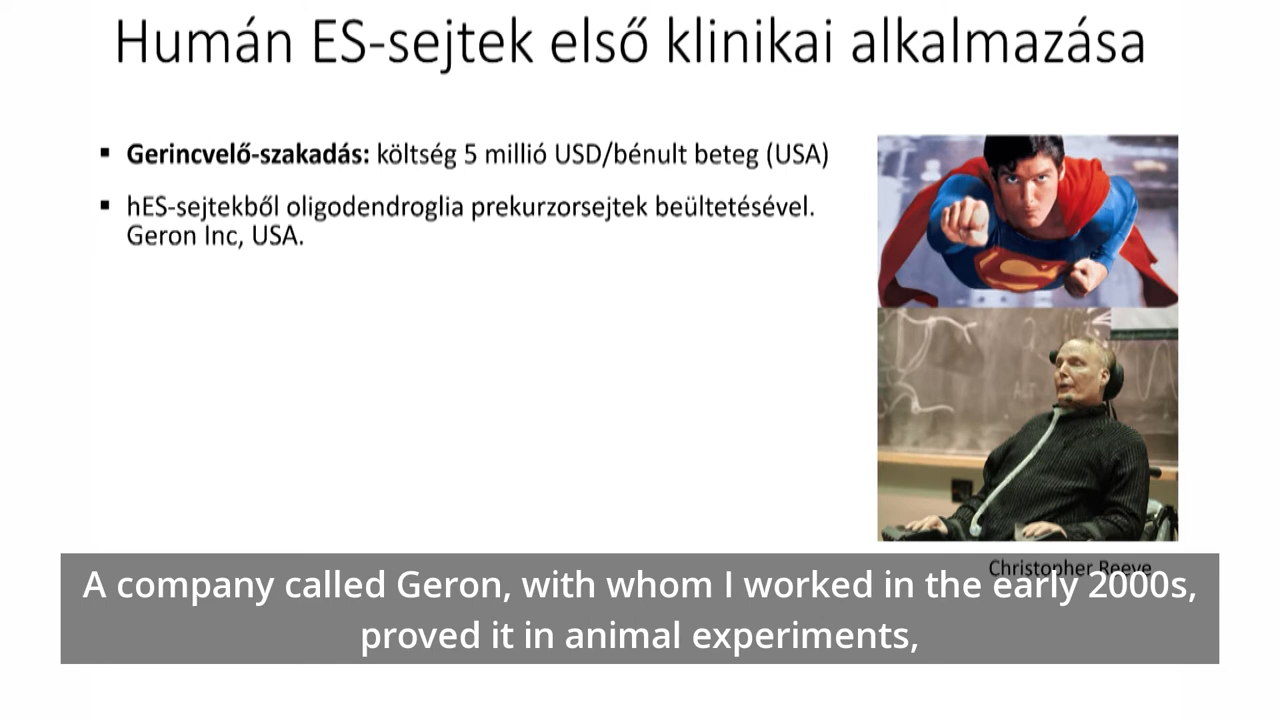 Humán ES-sejtek első klinikai alkalmazása
▪ Gerincvelő-szakadás: költség 5 millió USD/bénult beteg (USA)
▪ hES-sejtekből oligodendroglia prekurzorsejtek beültetésével.
Geron Inc, USA.
Christopher Reeve
A company called Geron, with whom I worked in the early 2000s,
proved it in animal experiments,